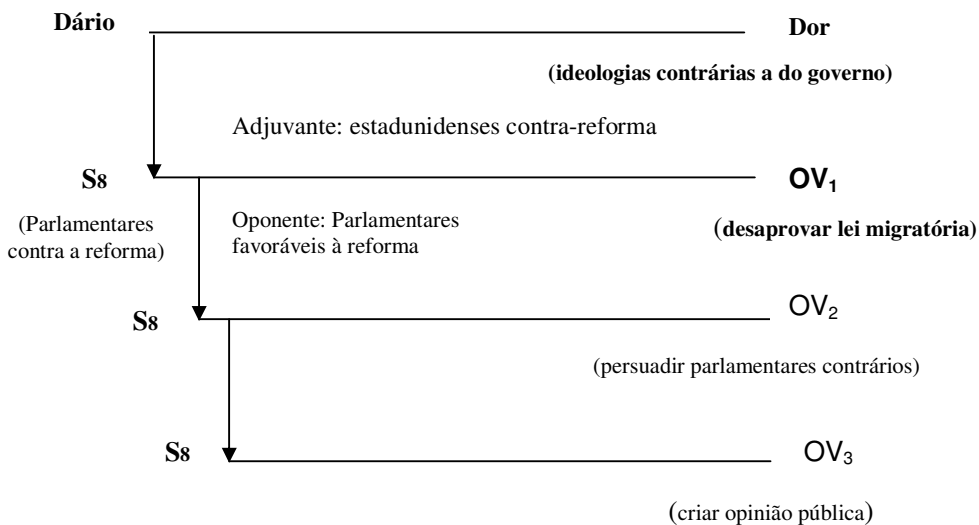 Dário Dor
(ideologias contrárias a do governo)
Adjuvante: estadunidenses contra-reforma
S8 OV1
(Parlamentares
contra a reforma)
Oponente: Parlamentares
favoráveis à reforma
(desaprovar lei migratória)
S8 OV2
(persuadir parlamentares contrários)
S8 OV3
(criar opinião pública)